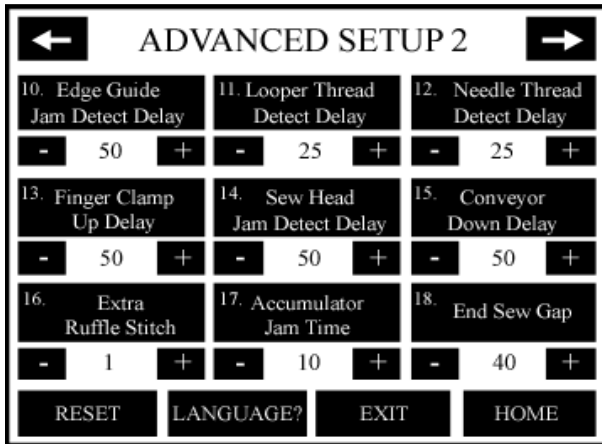 ADVANCED SETUP 2
10. Edge Guide
Jam Detect Delay
- 50 +
11. Looper Thread
Detect Delay
- 25 +
12. Needle Thread
Detect Delay
- 25 +
13. Finger Clamp
Up Delay
- 50 +
14. Sew Head
Jam Detect Delay
- 50 +
15. Conveyor
Down Delay
- 50 +
16. Extra
Ruffle Stitch
- 1 +
17. Accumulator
Jam Time
- 10 +
18. End Sew Gap
- 40 +
RESET
LANGUAGE?
EXIT
HOME